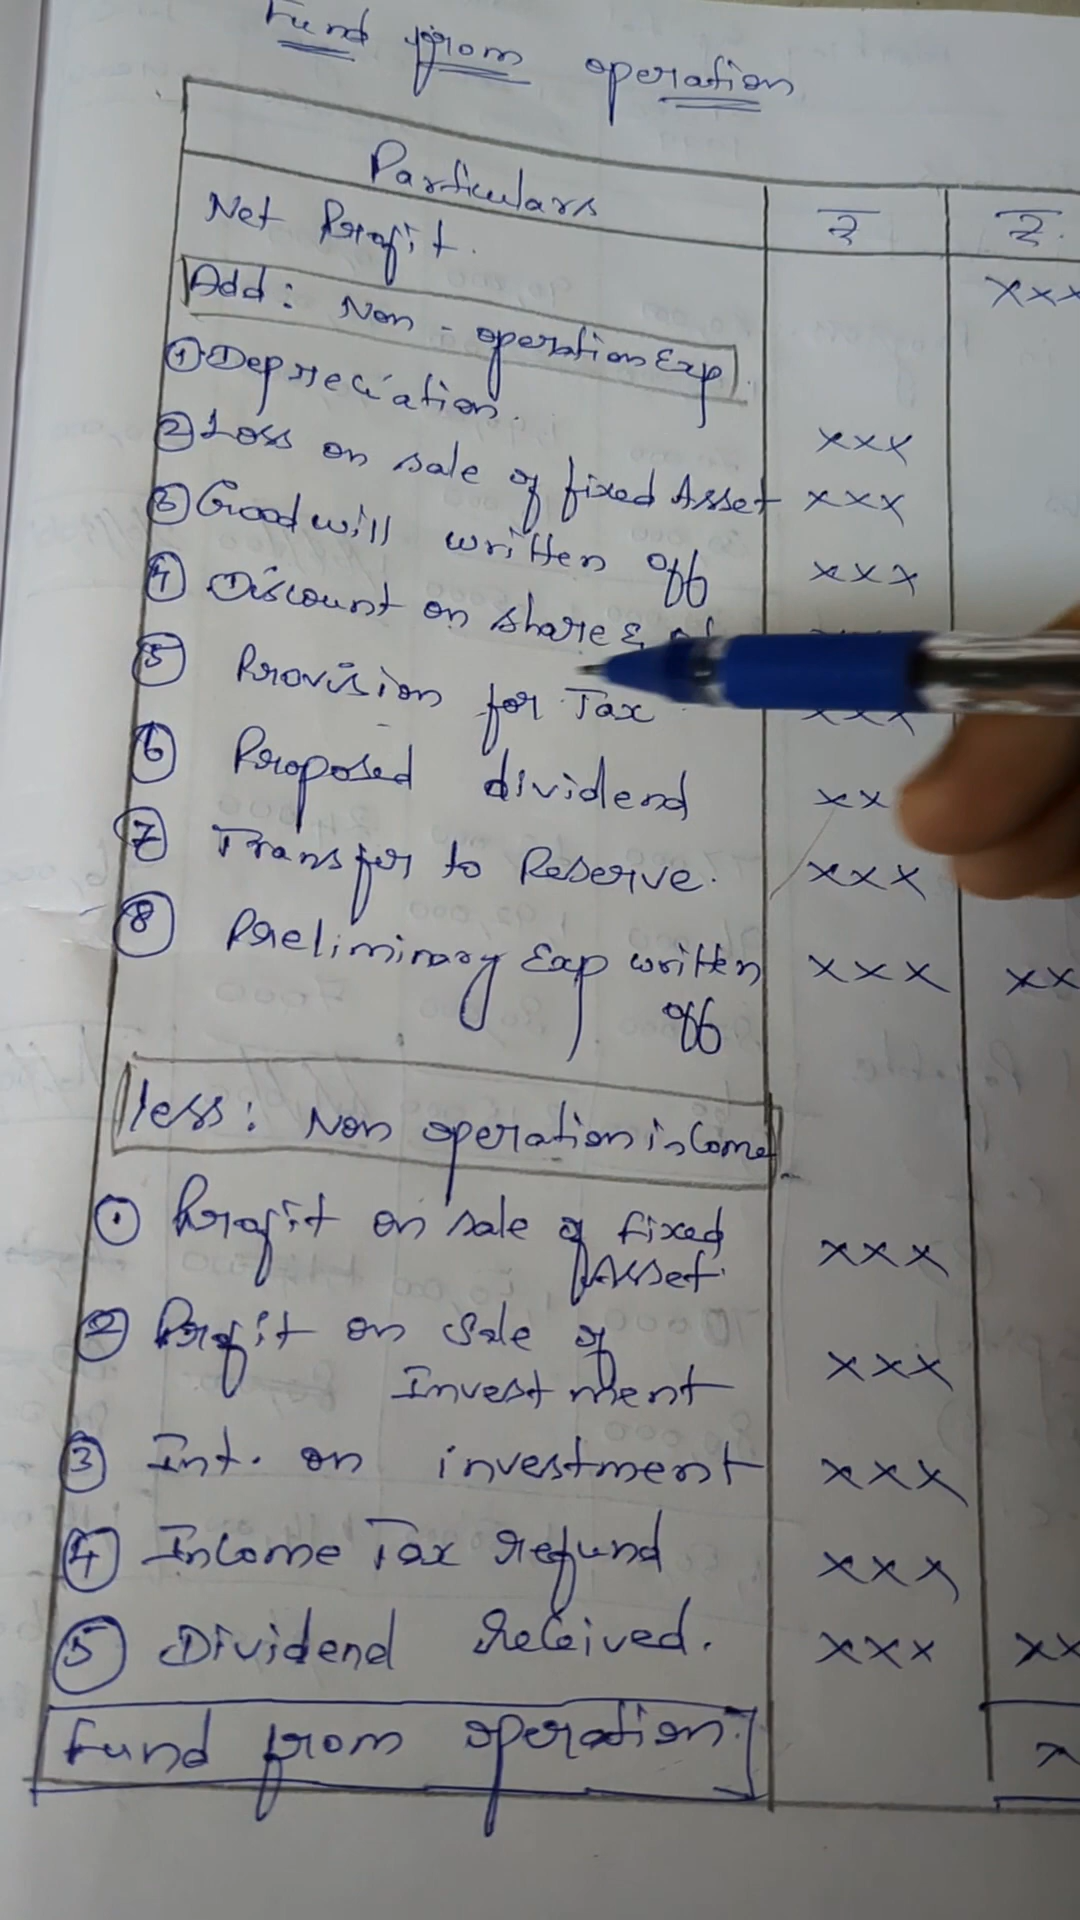 Fund from operation
Particulars ₹ ₹
Net Profit. xxx
Add: Non-operation Exp
① Depreciation. xxx
② Loss on sale of fixed Asset xxx
③ Goodwill written off xxx
④ Discount on share &
⑤ Provision for Tax xxx
⑥ Proposed dividend xx
⑦ Transfer to Reserve. xxx
⑧ Preliminary Exp written xxx xx
off
less: Non operation income
① Profit on sale of fixed
Asset. xxx
② Profit on sale of
Investment xxx
③ Int. on investment xxx
④ Income Tax refund xxx
⑤ Dividend received. xxx xx
Fund from operation.